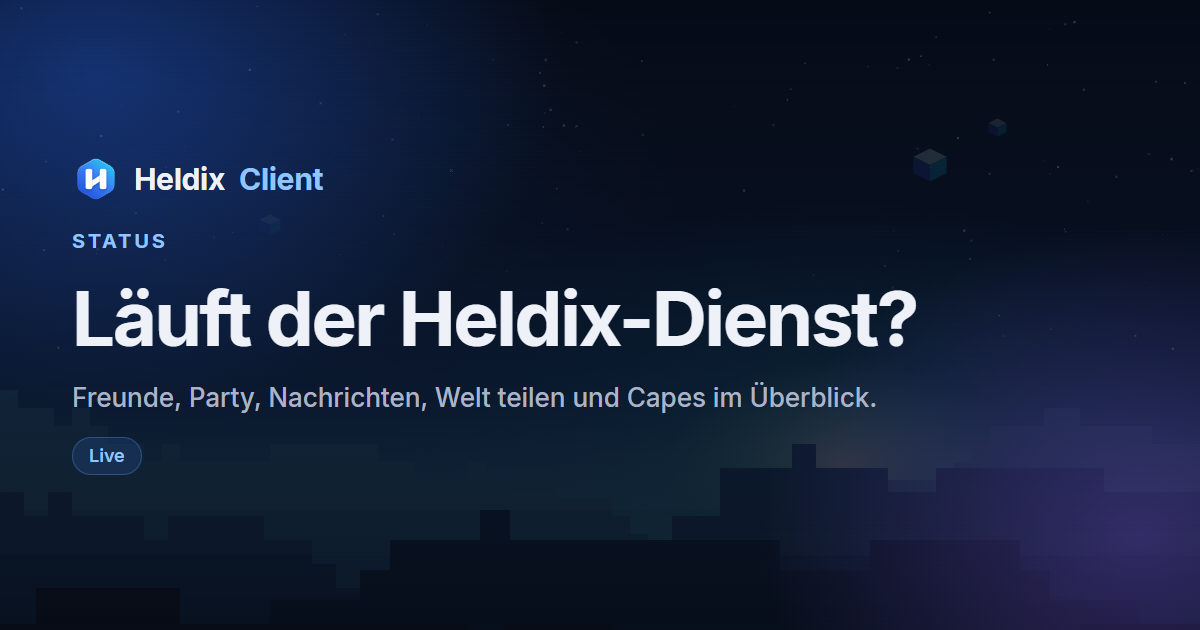 Heldix Client
STATUS
Läuft der Heldix-Dienst?
Freunde, Party, Nachrichten, Welt teilen und Capes im Überblick.
Live